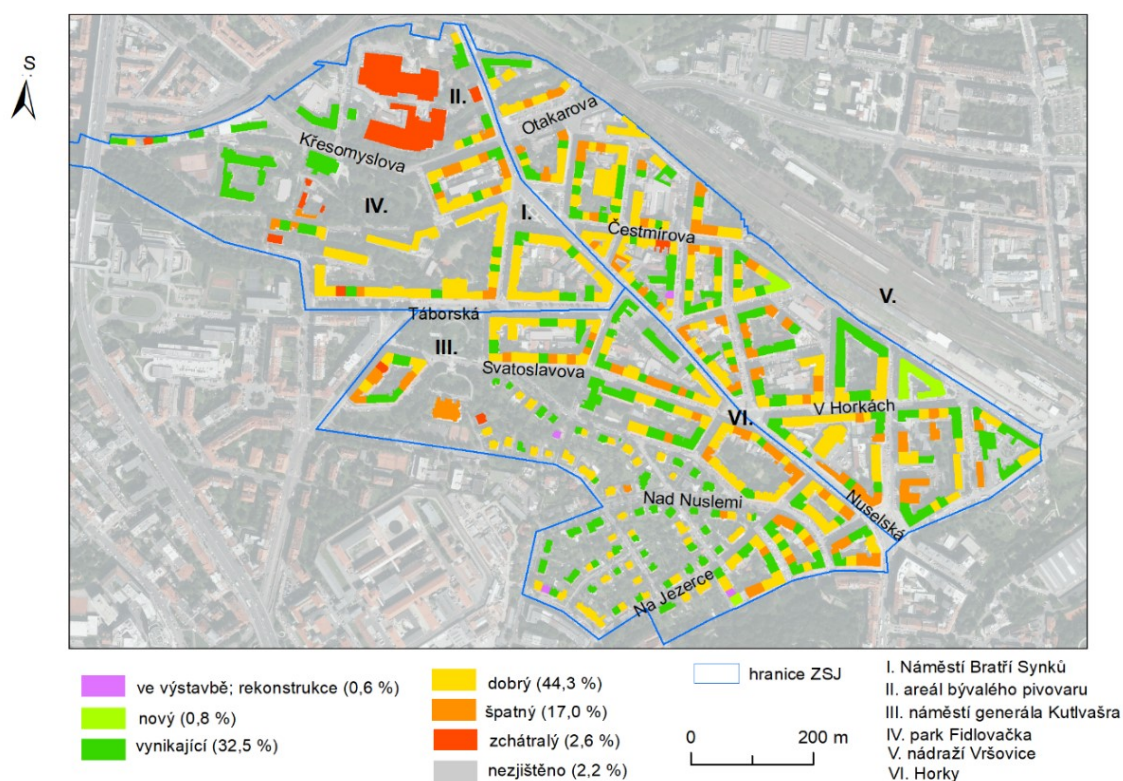 S
II.
Otakarova
Křesomyslova
IV.
I.
Čestmírova
V.
Táborská
III.
Svatoslavova
VI.
V Horkách
Nad Nuslemi
Nuselská
Na Jezerce
ve výstavbě; rekonstrukce (0,6 %)
nový (0,8 %)
vynikající (32,5 %)
dobrý (44,3 %)
špatný (17,0 %)
zchátralý (2,6 %)
nezjištěno (2,2 %)
hranice ZSJ
0 200 m
I. Náměstí Bratří Synků
II. areál bývalého pivovaru
III. náměstí generála Kutlvašra
IV. park Fidlovačka
V. nádraží Vršovice
VI. Horky